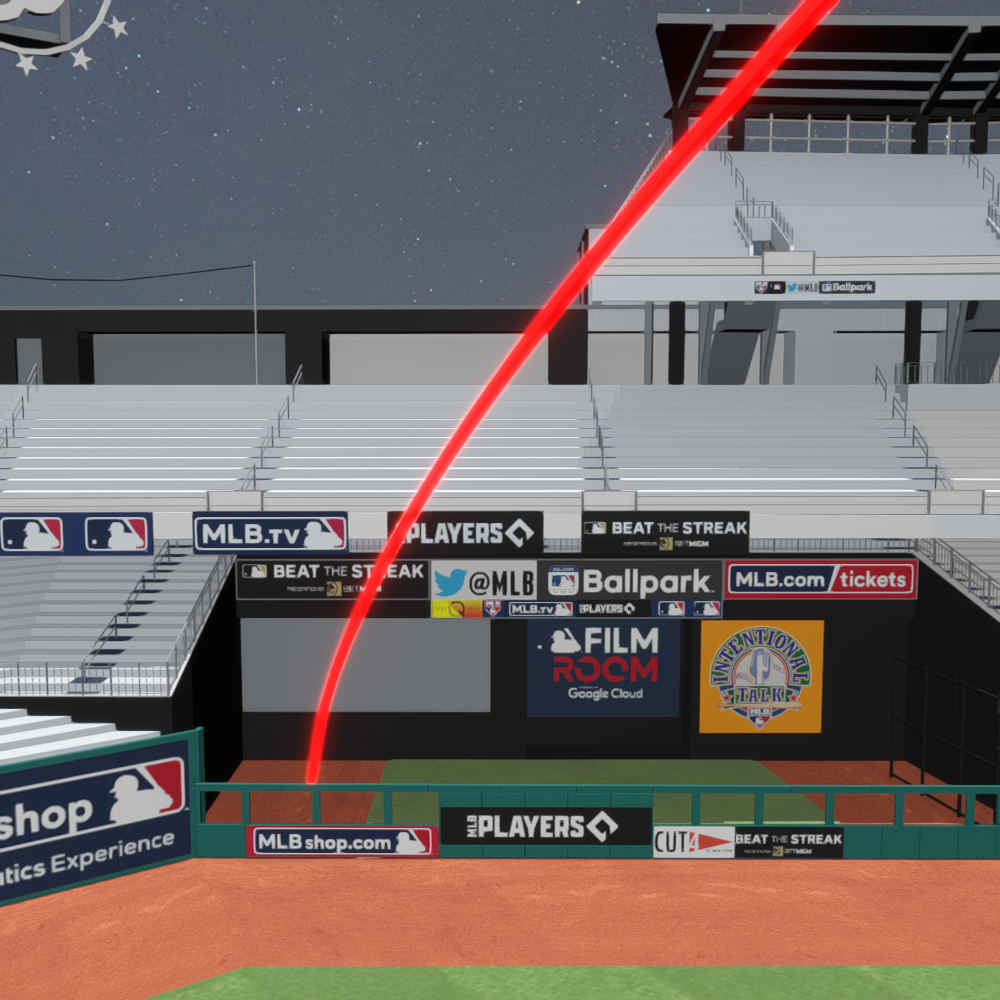 @MLB Ballpark
MLB.TV
PLAYERS
BEAT THE STREAK
BEAT THE STREAK
@MLB
Ballpark
MLB.com/tickets
MLB.TV
PLAYERS
FILM
ROOM
Google Cloud
INTENTIONAL
TALK
MLB
shop
atics Experience
MLBshop.com
MLB PLAYERS
CUT4
BEAT THE STREAK